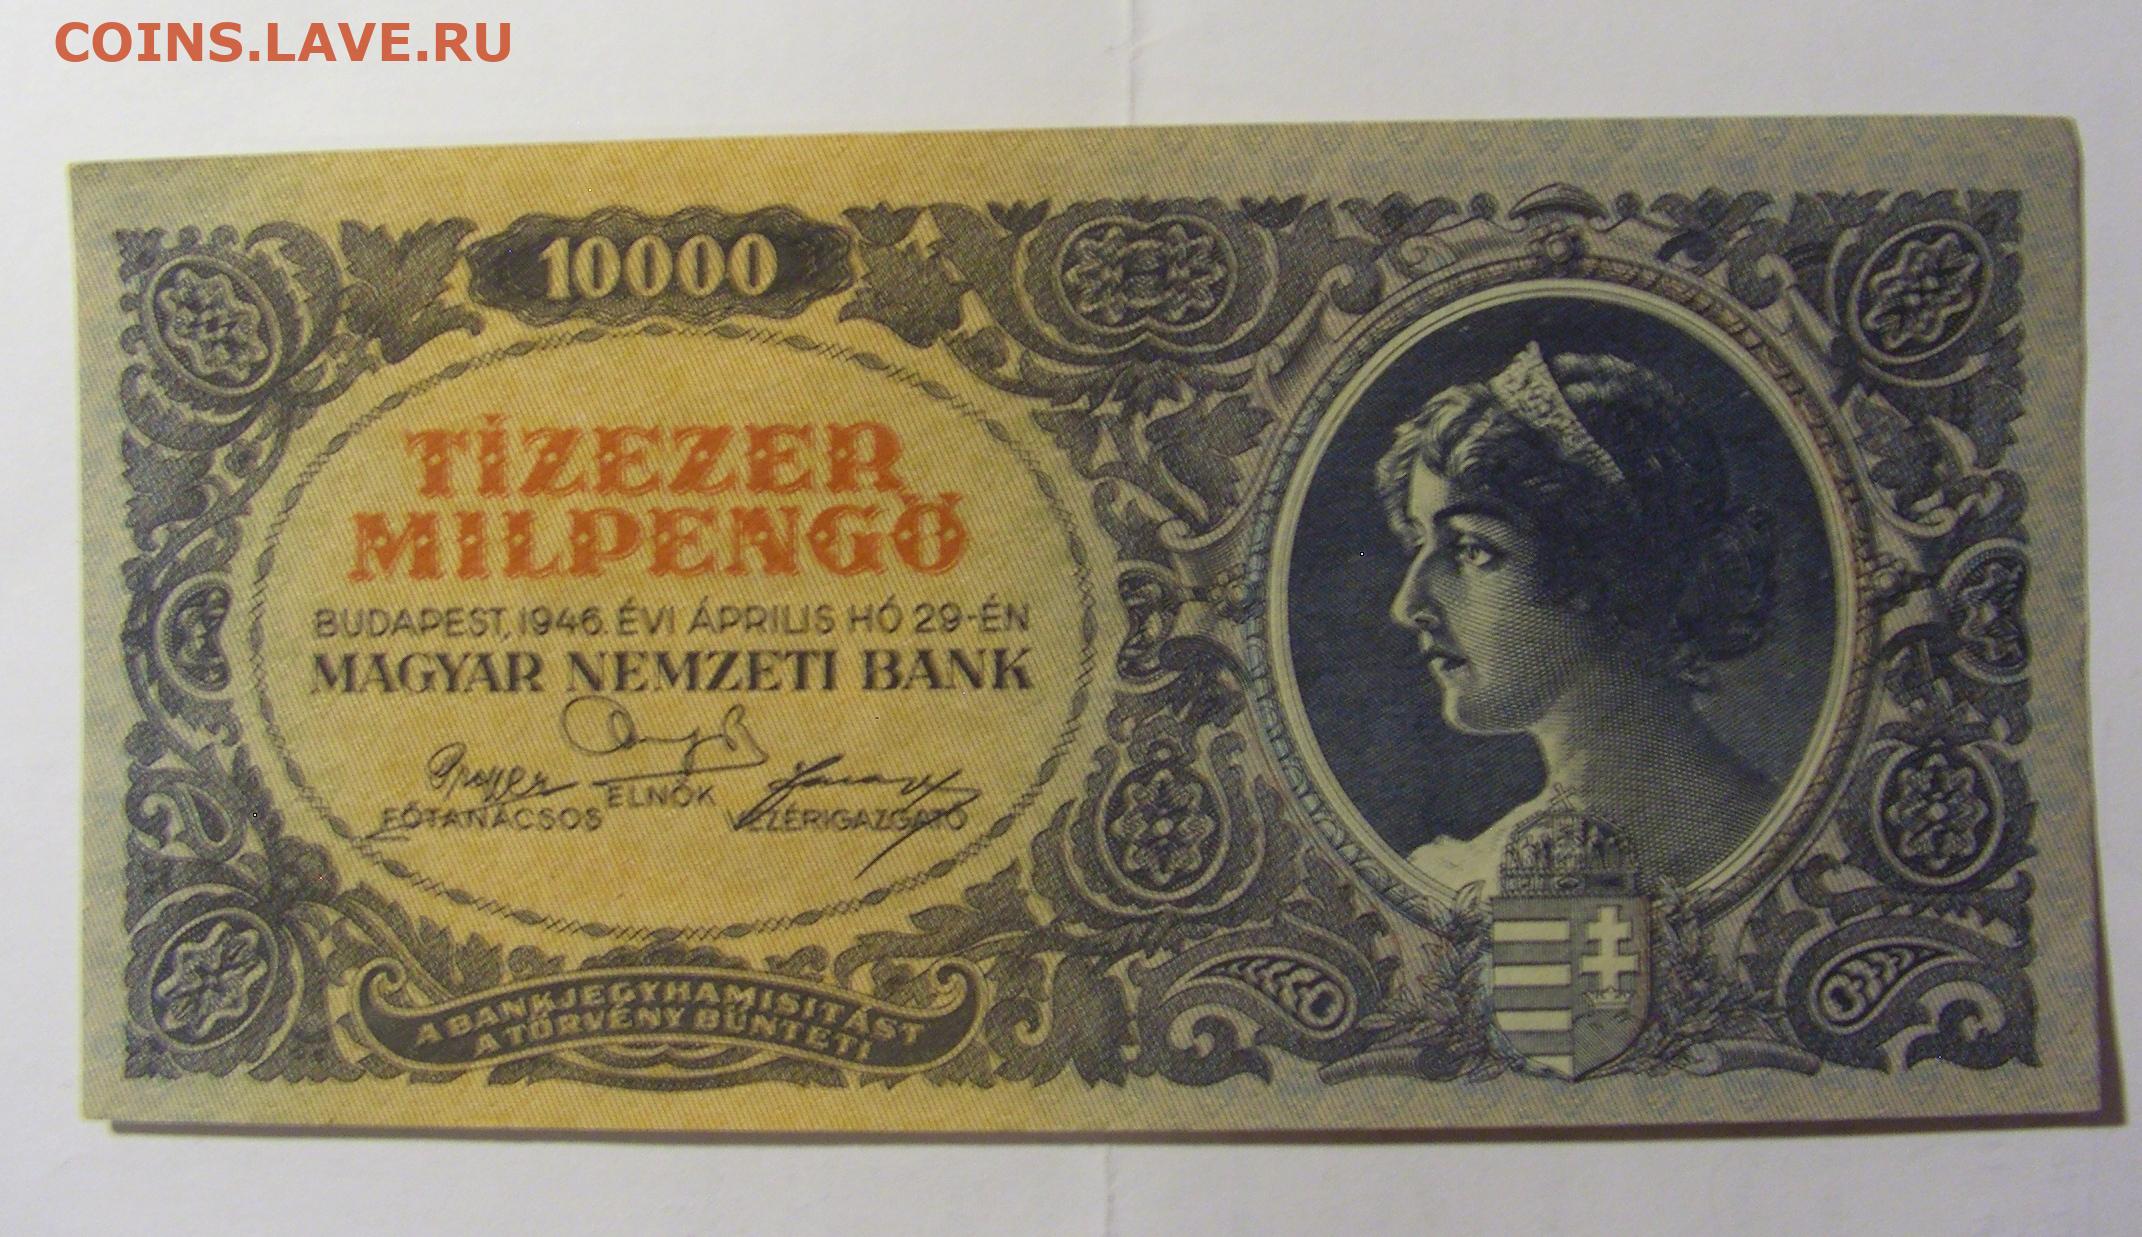 COINS.LAVE.RU
10000
TÍZEZER
MILPENGŐ
BUDAPEST, 1946. ÉVI ÁPRILIS HÓ 29-ÉN
MAGYAR NEMZETI BANK
ELNÖK
FŐTANÁCSOS VEZÉRIGAZGATÓ
A BANKJEGYHAMISITÁST
A TÖRVÉNY BÜNTETI